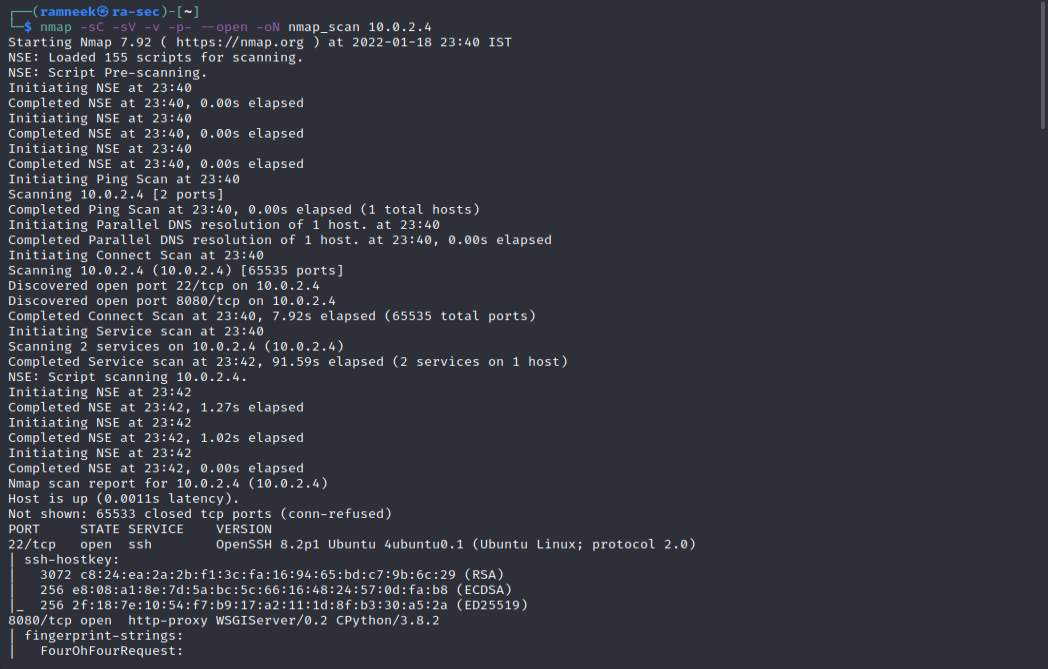 ┌──(ramneek㉿ra-sec)-[~]
└─$ nmap -sC -sV -v -p- --open -oN nmap_scan 10.0.2.4
Starting Nmap 7.92 ( https://nmap.org ) at 2022-01-18 23:40 IST
NSE: Loaded 155 scripts for scanning.
NSE: Script Pre-scanning.
Initiating NSE at 23:40
Completed NSE at 23:40, 0.00s elapsed
Initiating NSE at 23:40
Completed NSE at 23:40, 0.00s elapsed
Initiating NSE at 23:40
Completed NSE at 23:40, 0.00s elapsed
Initiating Ping Scan at 23:40
Scanning 10.0.2.4 [2 ports]
Completed Ping Scan at 23:40, 0.00s elapsed (1 total hosts)
Initiating Parallel DNS resolution of 1 host. at 23:40
Completed Parallel DNS resolution of 1 host. at 23:40, 0.00s elapsed
Initiating Connect Scan at 23:40
Scanning 10.0.2.4 (10.0.2.4) [65535 ports]
Discovered open port 22/tcp on 10.0.2.4
Discovered open port 8080/tcp on 10.0.2.4
Completed Connect Scan at 23:40, 7.92s elapsed (65535 total ports)
Initiating Service scan at 23:40
Scanning 2 services on 10.0.2.4 (10.0.2.4)
Completed Service scan at 23:42, 91.59s elapsed (2 services on 1 host)
NSE: Script scanning 10.0.2.4.
Initiating NSE at 23:42
Completed NSE at 23:42, 1.27s elapsed
Initiating NSE at 23:42
Completed NSE at 23:42, 1.02s elapsed
Initiating NSE at 23:42
Completed NSE at 23:42, 0.00s elapsed
Nmap scan report for 10.0.2.4 (10.0.2.4)
Host is up (0.0011s latency).
Not shown: 65533 closed tcp ports (conn-refused)
PORT     STATE SERVICE    VERSION
22/tcp   open  ssh        OpenSSH 8.2p1 Ubuntu 4ubuntu0.1 (Ubuntu Linux; protocol 2.0)
| ssh-hostkey:
|   3072 c8:24:ea:2a:2b:f1:3c:fa:16:94:65:bd:c7:9b:6c:29 (RSA)
|   256 e8:08:a1:8e:7d:5a:bc:5c:66:16:48:24:57:0d:fa:b8 (ECDSA)
|_  256 2f:18:7e:10:54:f7:b9:17:a2:11:1d:8f:b3:30:a5:2a (ED25519)
8080/tcp open  http-proxy WSGIServer/0.2 CPython/3.8.2
| fingerprint-strings:
|   FourOhFourRequest: